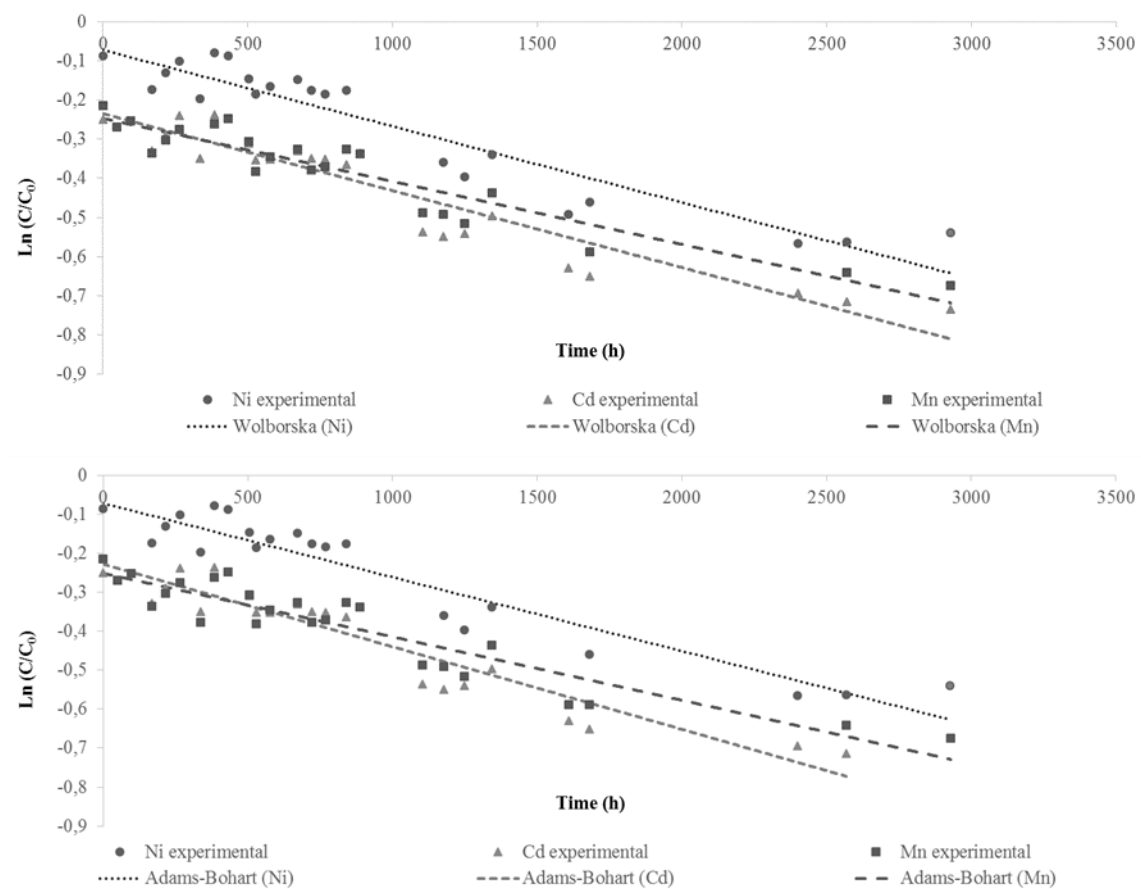 0
0 500 1000 1500 2000 2500 3000 3500
-0,1
-0,2
-0,3
-0,4
-0,5
-0,6
-0,7
-0,8
-0,9
Ln (C/C₀)
Time (h)
Ni experimental Cd experimental Mn experimental
Wolborska (Ni) Wolborska (Cd) Wolborska (Mn)
0
0 500 1000 1500 2000 2500 3000 3500
-0,1
-0,2
-0,3
-0,4
-0,5
-0,6
-0,7
-0,8
-0,9
Ln (C/C₀)
Time (h)
Ni experimental Cd experimental Mn experimental
Adams-Bohart (Ni) Adams-Bohart (Cd) Adams-Bohart (Mn)